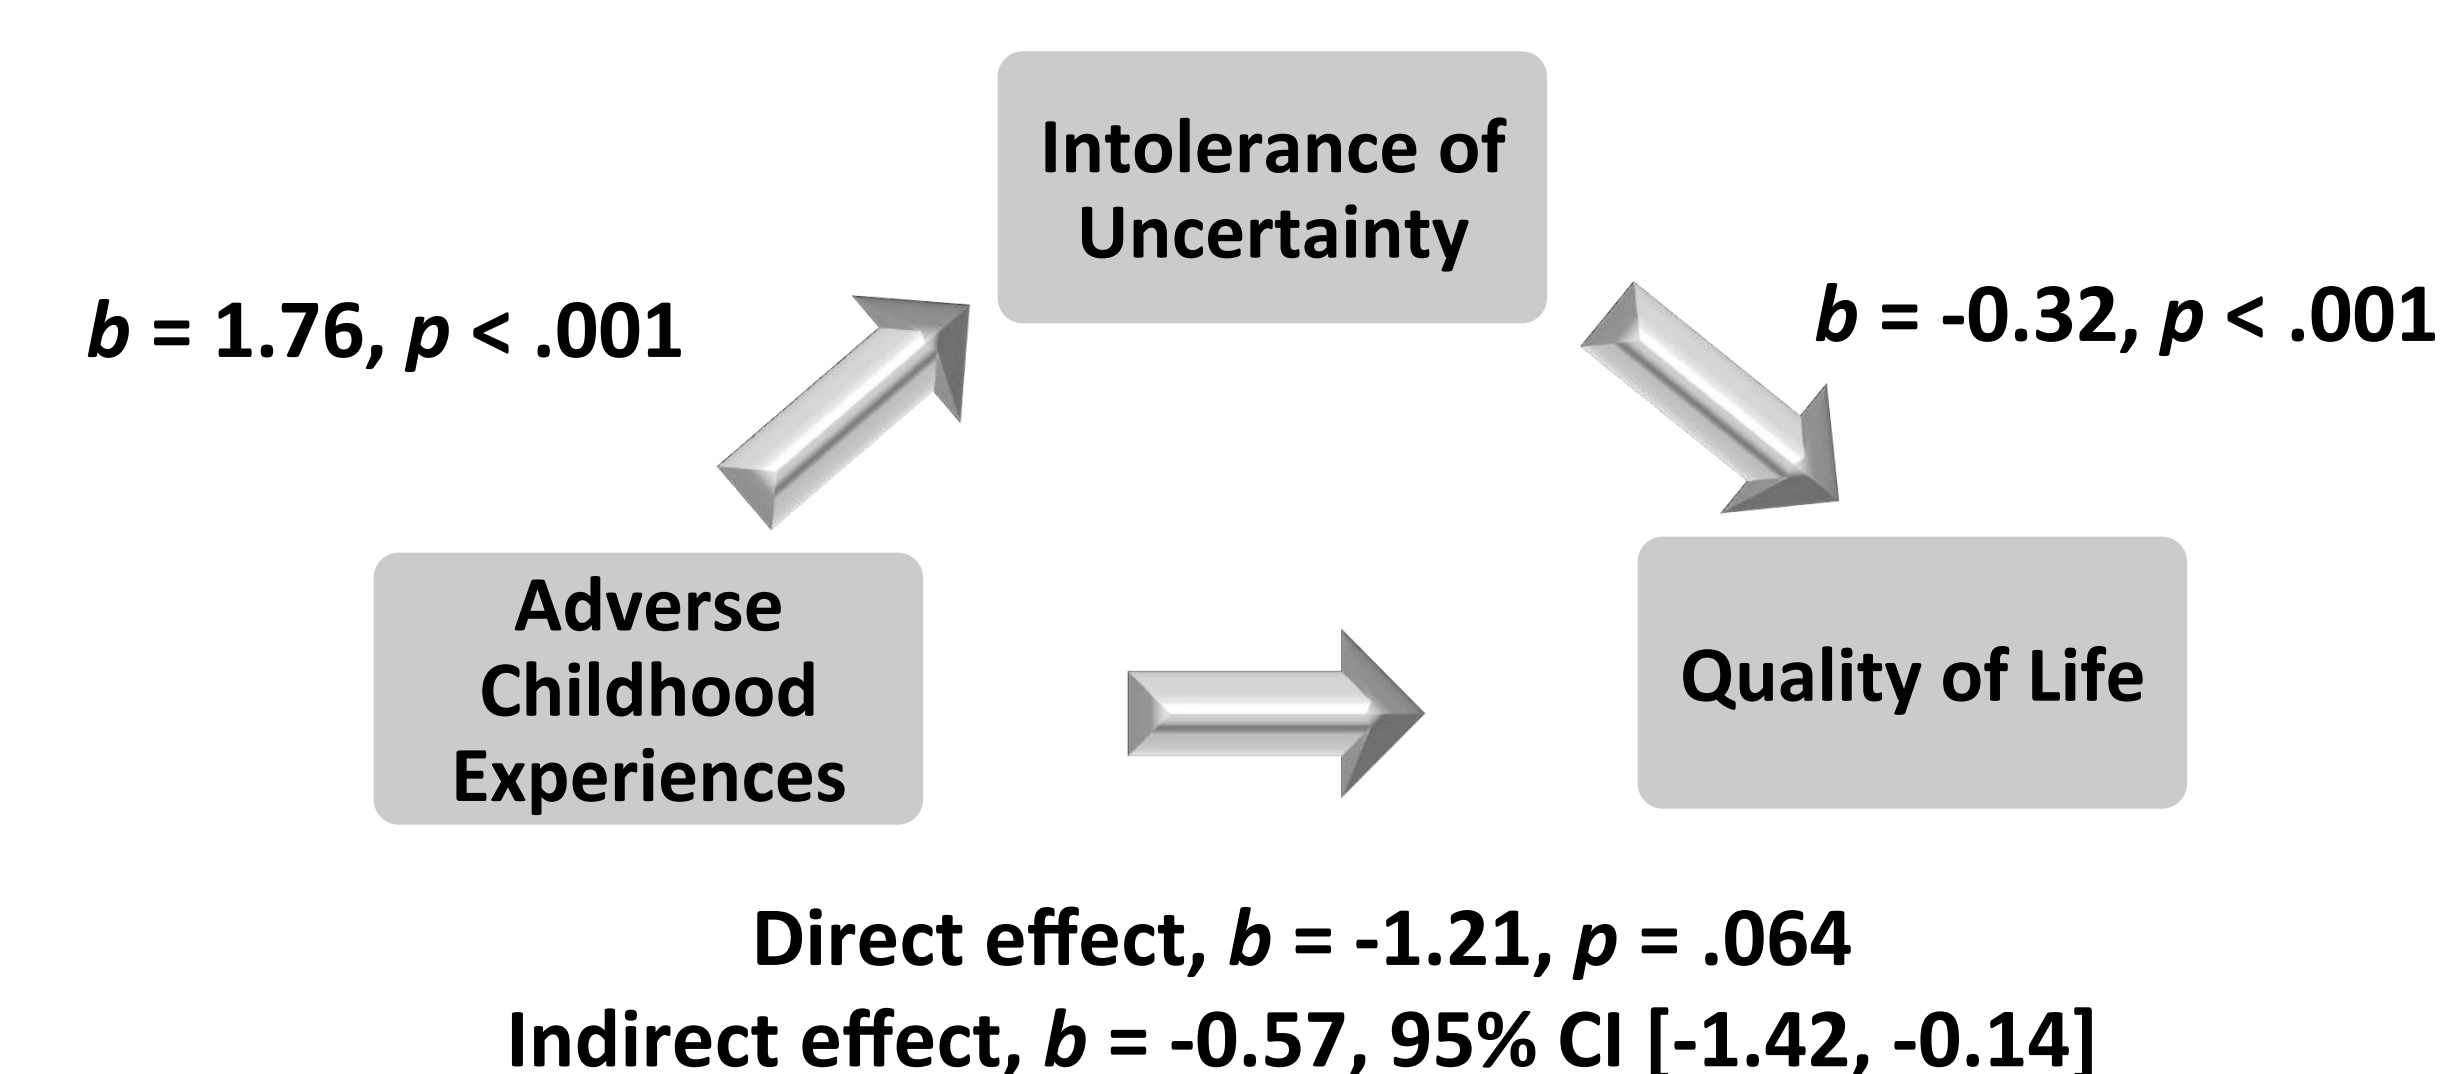 Intolerance of
Uncertainty
b = 1.76, p < .001
b = -0.32, p < .001
Adverse
Childhood
Experiences
Quality of Life
Direct effect, b = -1.21, p = .064
Indirect effect, b = -0.57, 95% CI [-1.42, -0.14]